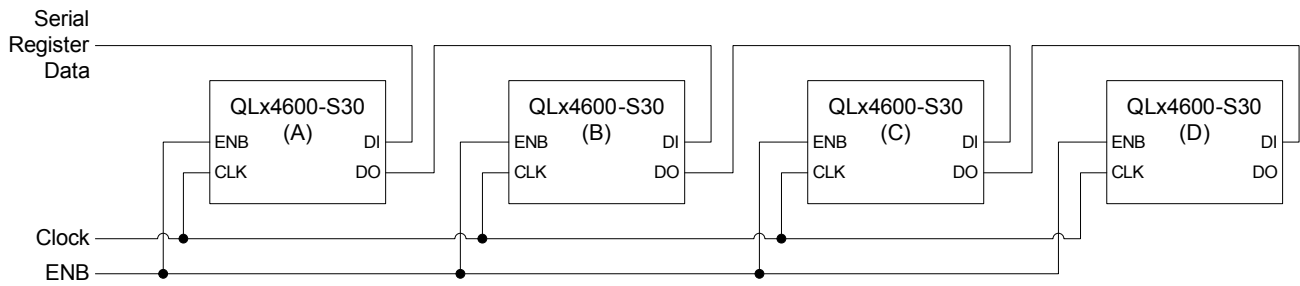 Serial
Register
Data
QLx4600-S30
(A)
ENB DI
CLK DO
QLx4600-S30
(B)
ENB DI
CLK DO
QLx4600-S30
(C)
ENB DI
CLK DO
QLx4600-S30
(D)
ENB DI
CLK DO
Clock
ENB